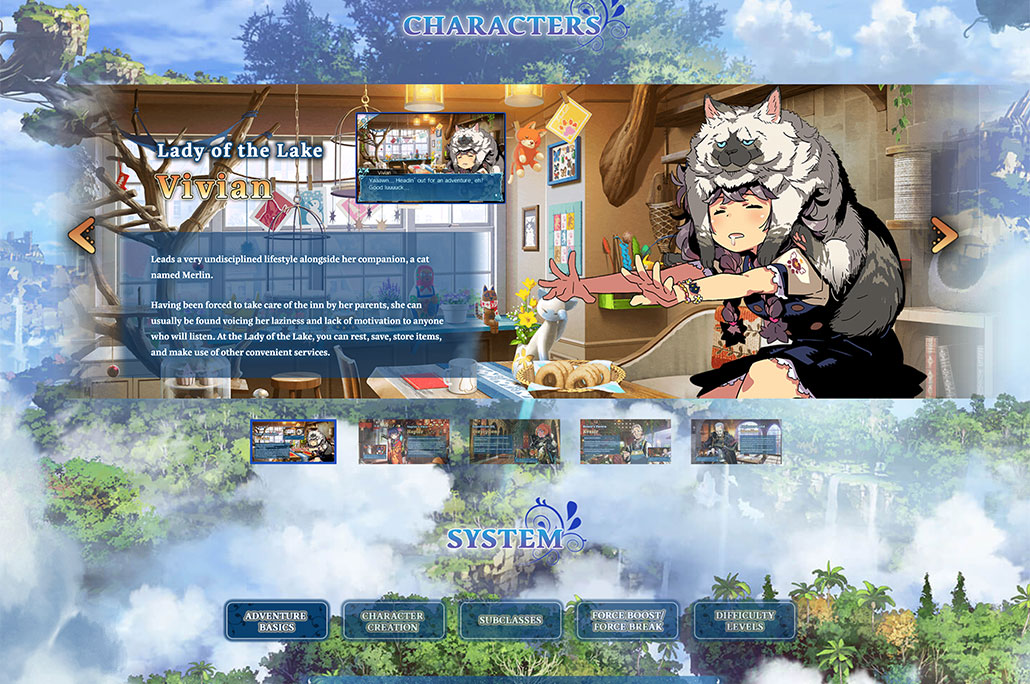 CHARACTERS
Lady of the Lake
Vivian
Vivian
Yaaawn... Headin' out for an adventure, eh?
Good luuuuck...
Leads a very undisciplined lifestyle alongside her companion, a cat
named Merlin.
Having been forced to take care of the inn by her parents, she can
usually be found voicing her laziness and lack of motivation to anyone
who will listen. At the Lady of the Lake, you can rest, save, store items,
and make use of other convenient services.
SYSTEM
ADVENTURE
BASICS
CHARACTER
CREATION
SUBCLASSES
FORCE BOOST/
FORCE BREAK
DIFFICULTY
LEVELS